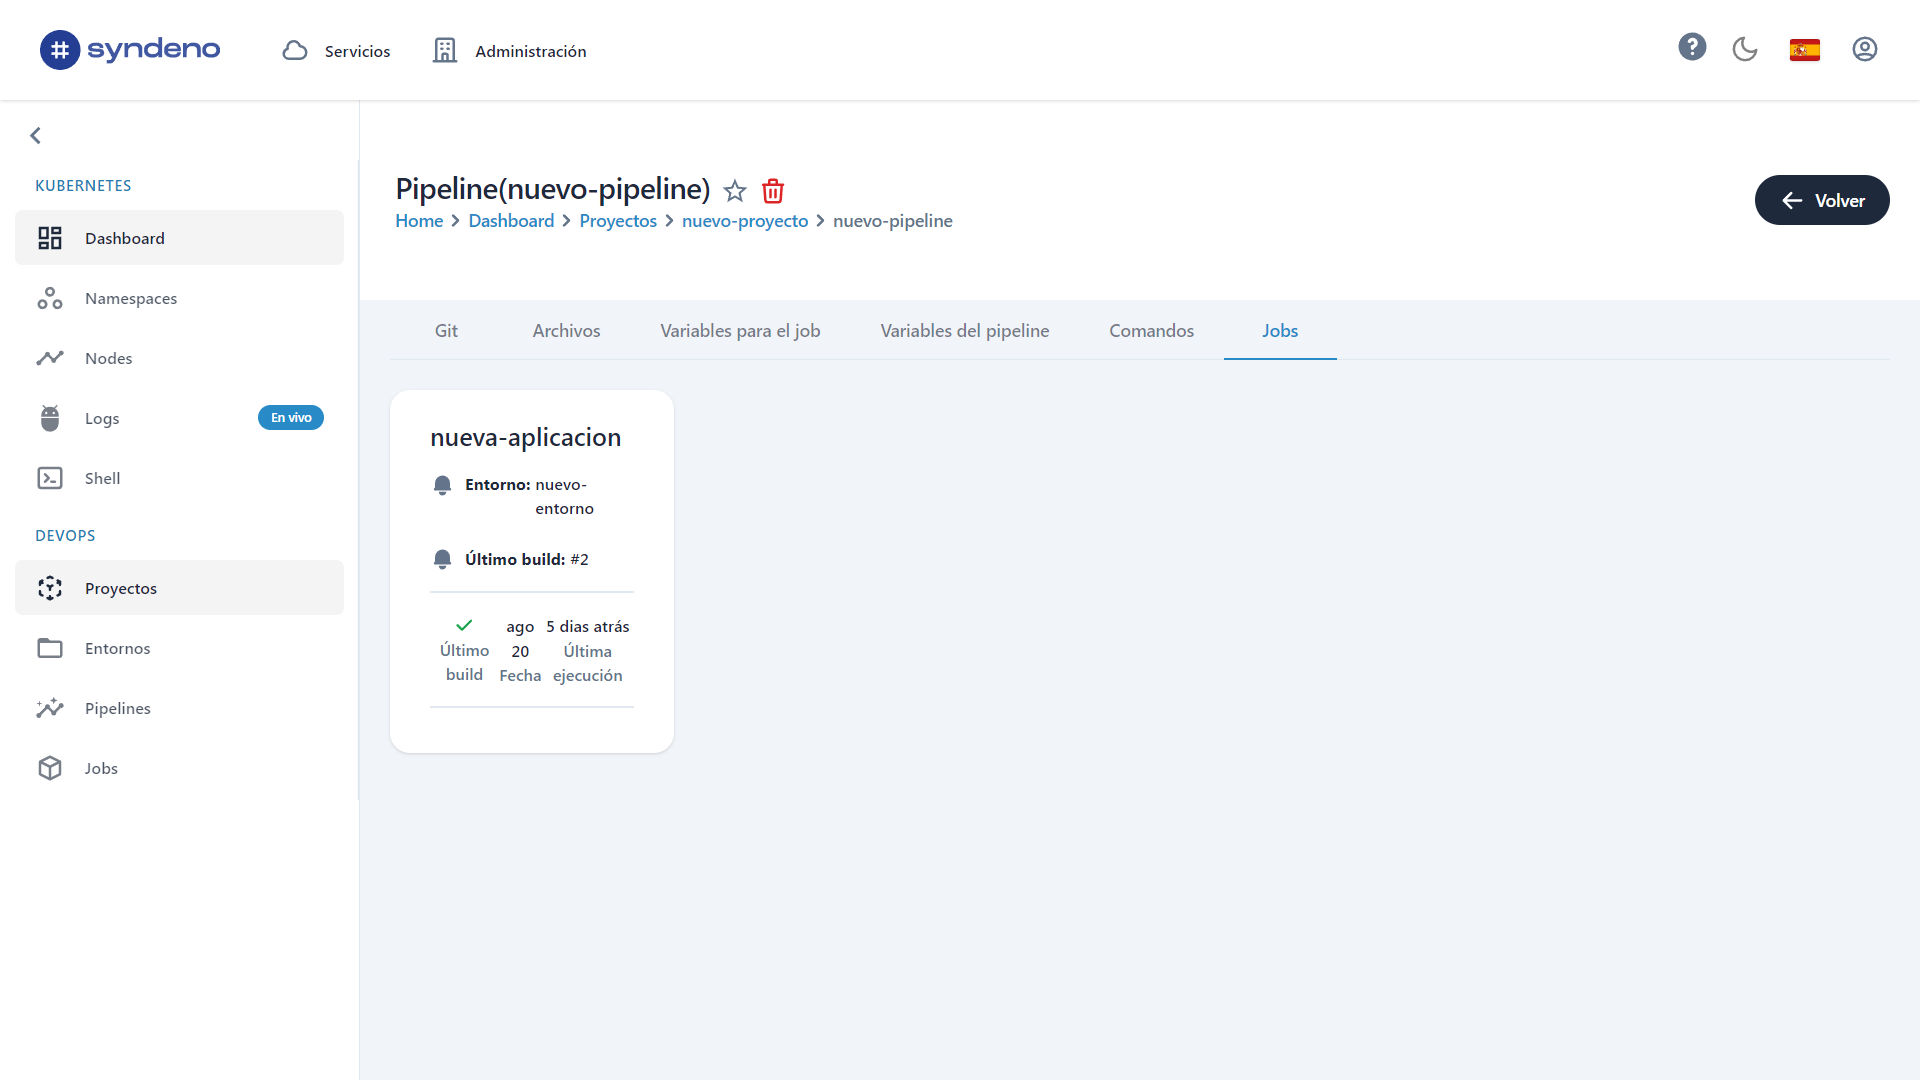 syndeno
Servicios
Administración
KUBERNETES
Dashboard
Namespaces
Nodes
Logs
En vivo
Shell
DEVOPS
Proyectos
Entornos
Pipelines
Jobs
Pipeline(nuevo-pipeline)
Home > Dashboard > Proyectos > nuevo-proyecto > nuevo-pipeline
Volver
Git
Archivos
Variables para el job
Variables del pipeline
Comandos
Jobs
nueva-aplicacion
Entorno: nuevo-
entorno
Último build: #2
Último
build
ago
20
Fecha
5 dias atrás
Última
ejecución